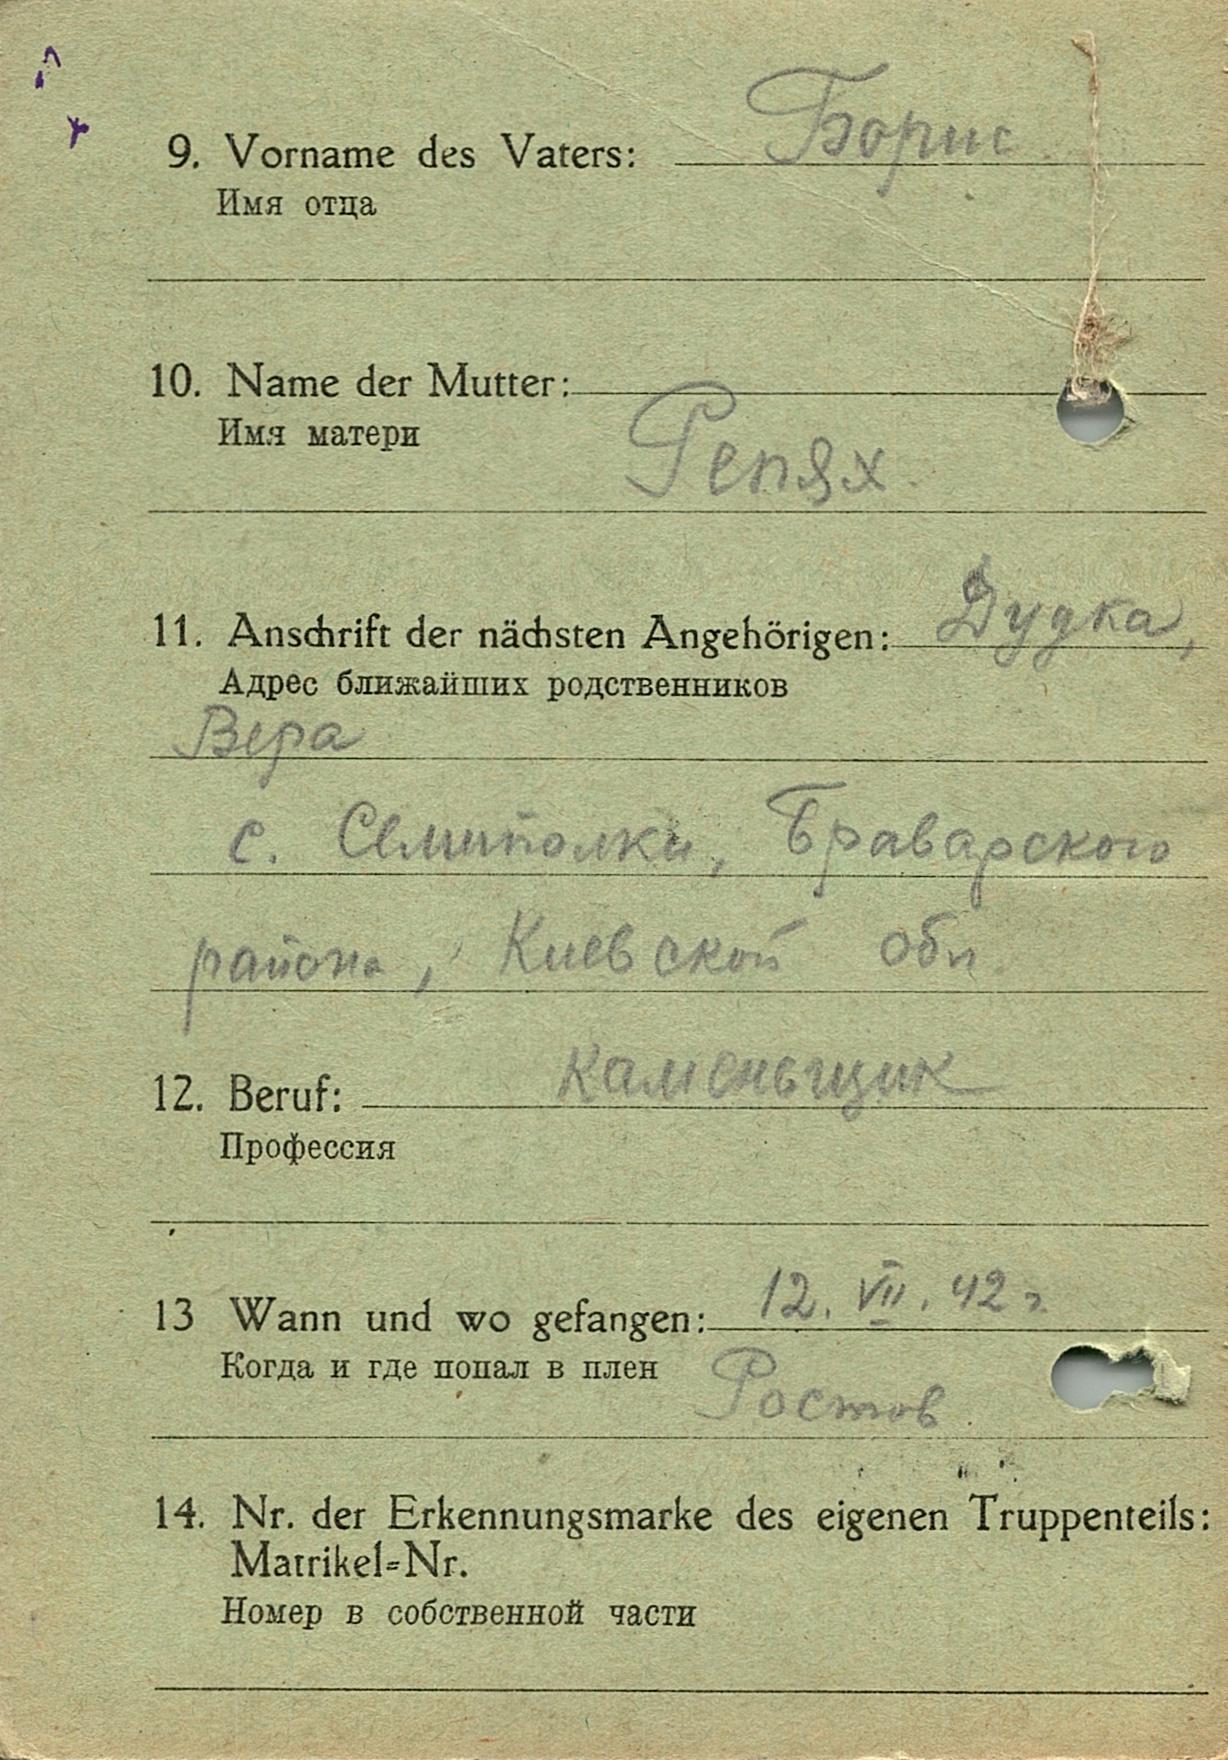 9. Vorname des Vaters: Борис
Имя отца
10. Name der Mutter:
Имя матери Репях
11. Anschrift der nächsten Angehörigen: Дудка,
Адрес ближайших родственников
Вера
с. Семиполки, Браварского
района, Киевской обл.
12. Beruf: Каменьщик
Профессия
13 Wann und wo gefangen: 12. VII. 42 г.
Когда и где попал в плен Ростов
14. Nr. der Erkennungsmarke des eigenen Truppenteils:
Matrikel=Nr.
Номер в собственной части